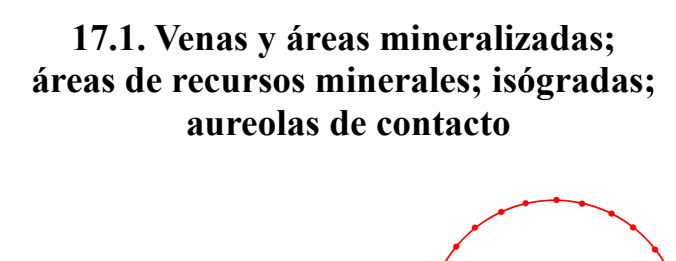 17.1. Venas y áreas mineralizadas;
áreas de recursos minerales; isógradas;
aureolas de contacto